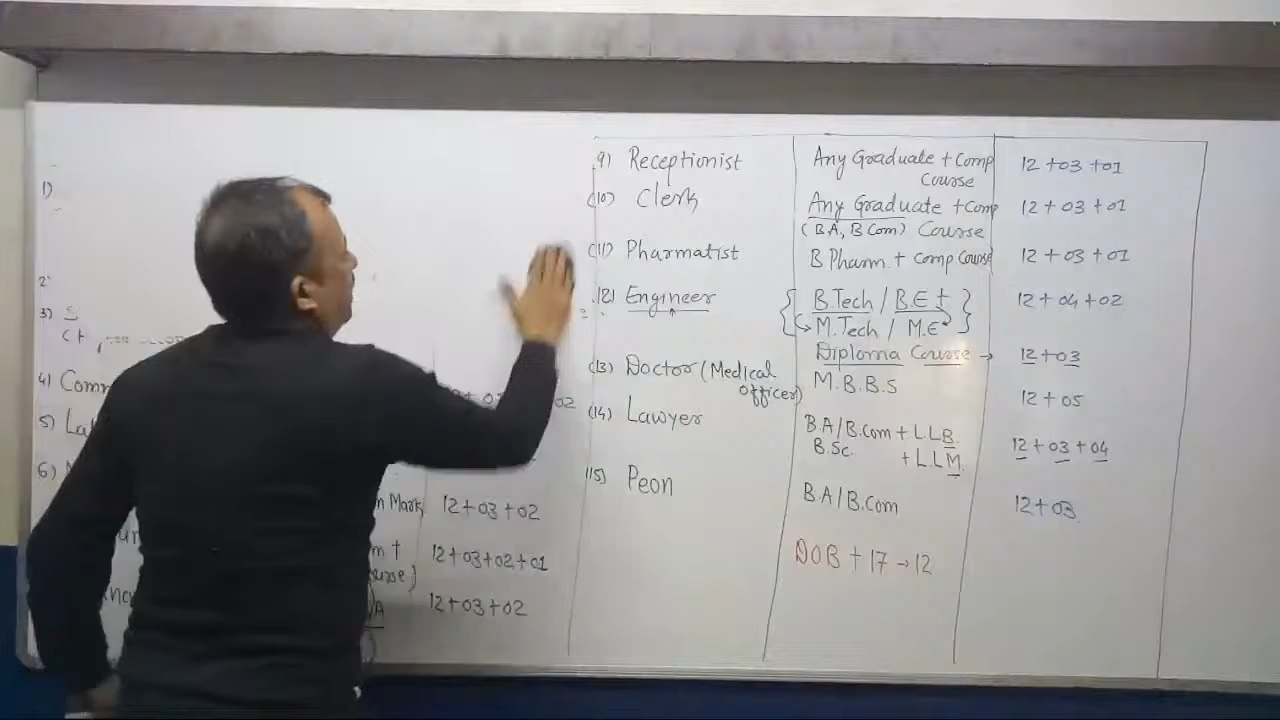 1)
2
3) S
4) Comm
5) La
6)
02
n Mark 12+03+02
m + 12+03+02+01
urse)
A 12+03+02
9) Receptionist Any Graduate + Comp 12+03+01
Course
(10) Clerk Any Graduate + Comp 12+03+01
(BA, B Com) Course
(11) Pharmatist B Pharm. + Comp Course 12+03+01
12) Engineer { B.Tech / B.E + } 12+04+02
M.Tech / M.E
Diploma Course → 12+03
(13) Doctor (Medical M.B.B.S 12+05
Officer)
(14) Lawyer B.A/B.Com + L L B. 12+03+04
B.Sc. + L.L M.
(15) Peon B.A/B.Com 12+03
DOB + 17 → 12